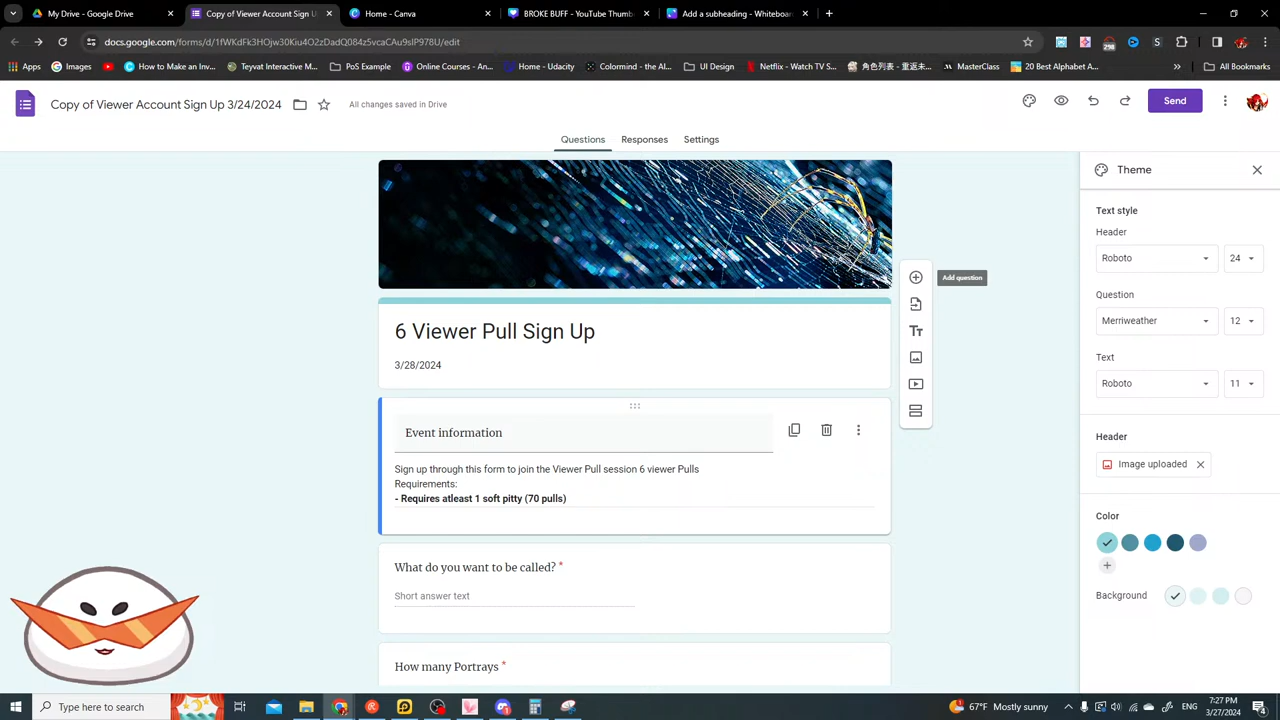 My Drive - Google Drive
Copy of Viewer Account Sign U
Home - Canva
BROKE BUFF - YouTube Thumb
Add a subheading - Whiteboard
docs.google.com/forms/d/1fWKdFk3HOjw30Kiu4O2zDadQ084z5vcaCAu9slP978U/edit
298
Apps
Images
How to Make an Inv...
Teyvat Interactive...
PoS Example
Online Courses - An...
Home - Udacity
Colormind - the AI...
UI Design
Netflix - Watch TV S...
角色列表 - 重返未...
MasterClass
20 Best Alphabet A...
»
All Bookmarks
Copy of Viewer Account Sign Up 3/24/2024
All changes saved in Drive
Send
Questions
Responses
Settings
Theme
Text style
Header
Roboto
24
Question
Merriweather
12
Text
Roboto
11
Header
Image uploaded
Color
Background
Add question
Tт
6 Viewer Pull Sign Up
3/28/2024
Event information
Sign up through this form to join the Viewer Pull session 6 viewer Pulls
Requirements:
- Requires atleast 1 soft pitty (70 pulls)
What do you want to be called? *
Short answer text
How many Portrays *
Type here to search
67°F Mostly sunny
ENG
7:27 PM
3/27/2024